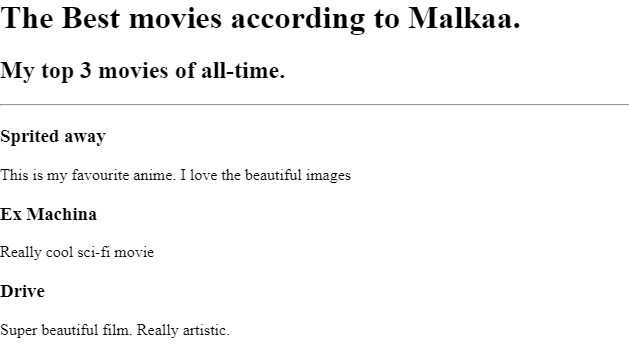 The Best movies according to Malkaa.
My top 3 movies of all-time.
Sprited away
This is my favourite anime. I love the beautiful images
Ex Machina
Really cool sci-fi movie
Drive
Super beautiful film. Really artistic.